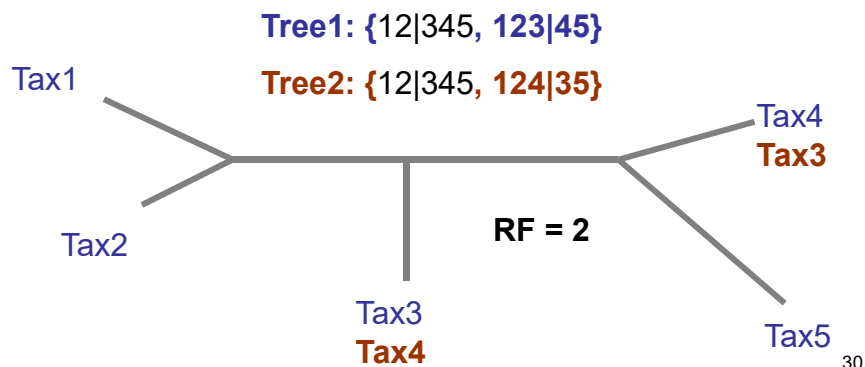 Tree1: {12|345, 123|45}
Tree2: {12|345, 124|35}
Tax1
Tax4
Tax3
Tax2
RF = 2
Tax3
Tax4
Tax5
30